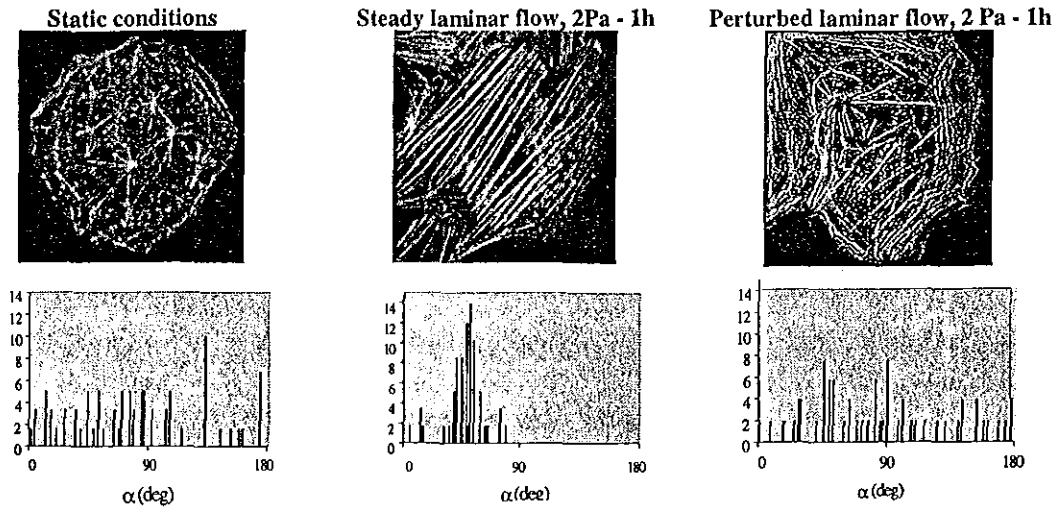 Static conditions
Steady laminar flow, 2Pa - 1h
Perturbed laminar flow, 2 Pa - 1h
14
12
10
8
6
4
2
0
0 90 180
α (deg)
14
12
10
8
6
4
2
0
0 90 180
α (deg)
14
12
10
8
6
4
2
0
0 90 180
α (deg)